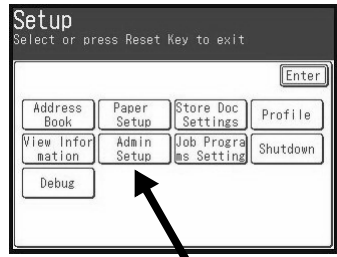 Setup
Select or press Reset Key to exit
Enter
Address Book
Paper Setup
Store Doc Settings
Profile
View Infor mation
Admin Setup
Job Progra ms Setting
Shutdown
Debug